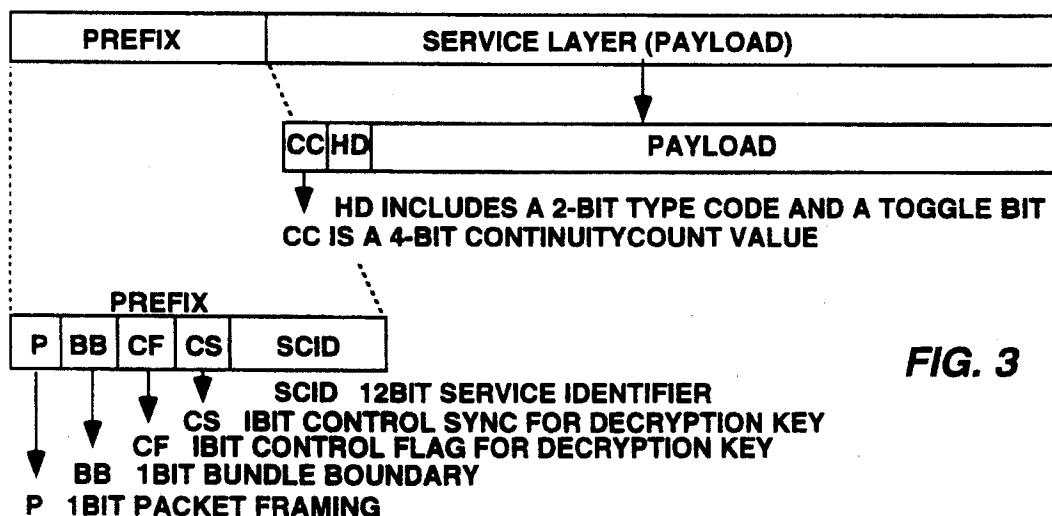 PREFIX SERVICE LAYER (PAYLOAD)
CC HD PAYLOAD
HD INCLUDES A 2-BIT TYPE CODE AND A TOGGLE BIT
CC IS A 4-BIT CONTINUITYCOUNT VALUE
PREFIX
P BB CF CS SCID
FIG. 3
SCID 12BIT SERVICE IDENTIFIER
CS IBIT CONTROL SYNC FOR DECRYPTION KEY
CF IBIT CONTROL FLAG FOR DECRYPTION KEY
BB 1BIT BUNDLE BOUNDARY
P 1BIT PACKET FRAMING